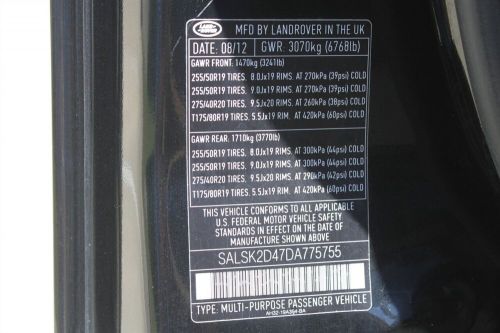 LAND ROVER
MFD BY LANDROVER IN THE UK
DATE: 08/12 GWR. 3070kg (6768lb)
GAWR FRONT: 1470kg (3241lb)
255/50R19 TIRES. 8.0Jx19 RIMS. AT 270kPa (39psi) COLD
255/50R19 TIRES. 9.0Jx19 RIMS. AT 270kPa (39psi) COLD
275/40R20 TIRES. 9.5Jx20 RIMS. AT 260kPa (38psi) COLD
T175/80R19 TIRES. 5.5Jx19 RIM. AT 420kPa (60psi) COLD
GAWR REAR. 1710kg (3770lb)
255/50R19 TIRES. 8.0Jx19 RIMS. AT 300kPa (44psi) COLD
255/50R19 TIRES. 9.0Jx19 RIMS. AT 300kPa (44psi) COLD
275/40R20 TIRES. 9.5Jx20 RIMS. AT 290kPa (42psi) COLD
T175/80R19 TIRES. 5.5Jx19 RIM. AT 420kPa (60psi) COLD
THIS VEHICLE CONFORMS TO ALL APPLICABLE
U.S. FEDERAL MOTOR VEHICLE SAFETY
STANDARDS IN EFFECT ON THE DATE OF
MANUFACTURE SHOWN ABOVE
SALSK2D47DA775755
TYPE: MULTI-PURPOSE PASSENGER VEHICLE
AH32-19A394-BA